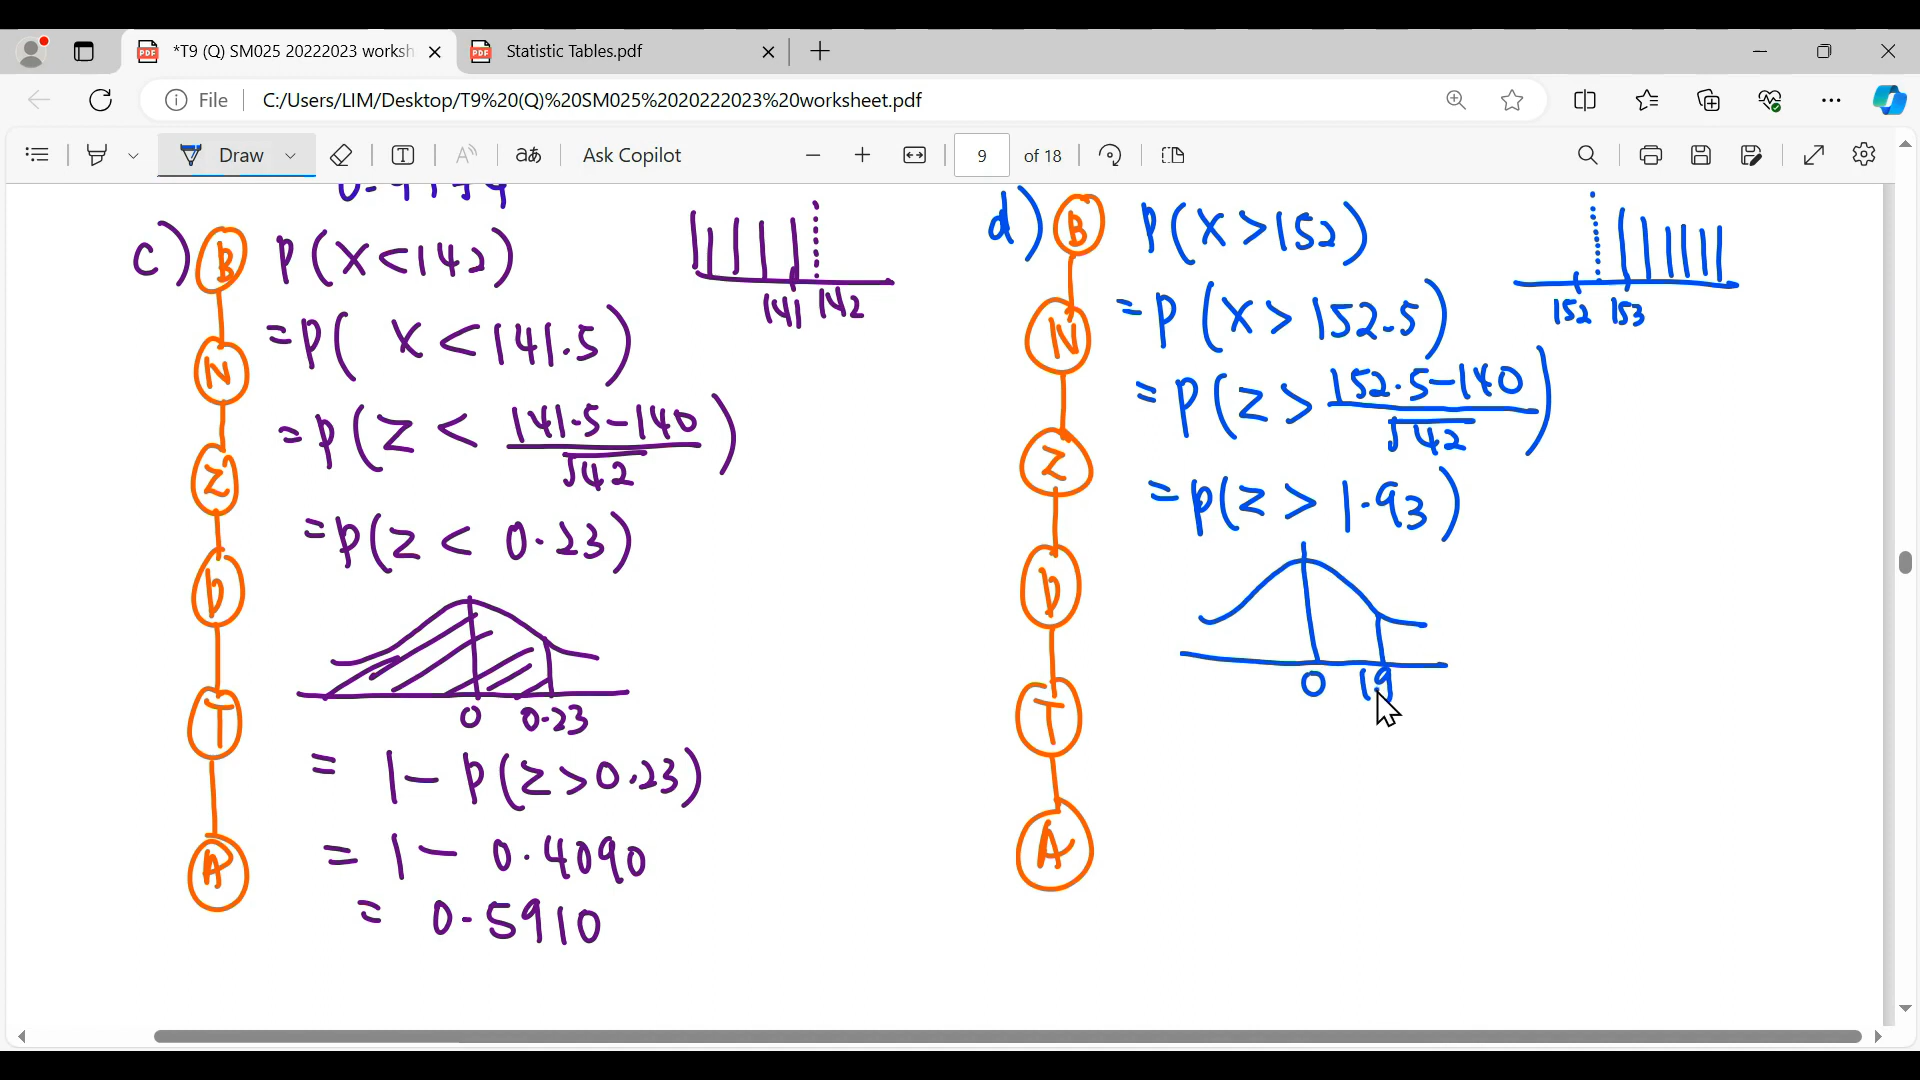 *T9 (Q) SM025 20222023 worksh
Statistic Tables.pdf
File
C:/Users/LIM/Desktop/T9%20(Q)%20SM025%2020222023%20worksheet.pdf
Draw
Ask Copilot
9 of 18
c) B P(X<142)
141 142
N =P(X<141.5)
Z =P(Z < 141.5-140 / √42)
=P(Z < 0.23)
D
0 0.23
T = 1-P(Z>0.23)
A = 1- 0.4090
= 0.5910
d) B P(X>152)
152 153
N =P(X>152.5)
=P(Z> 152.5-140 / √42)
Z =P(Z > 1.93)
D
0 1.9
T
A